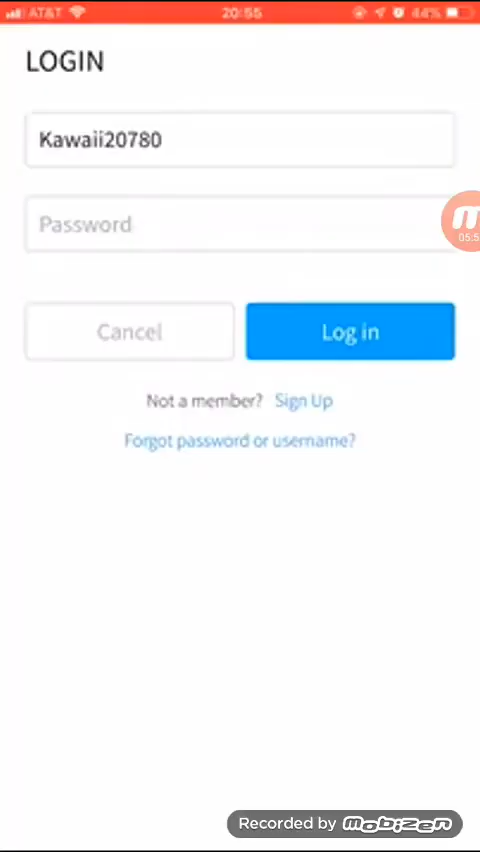 AT&T 20:55 44%
LOGIN
Kawaii20780
Password
05:5
Cancel
Log in
Not a member? Sign Up
Forgot password or username?
Recorded by mobizen